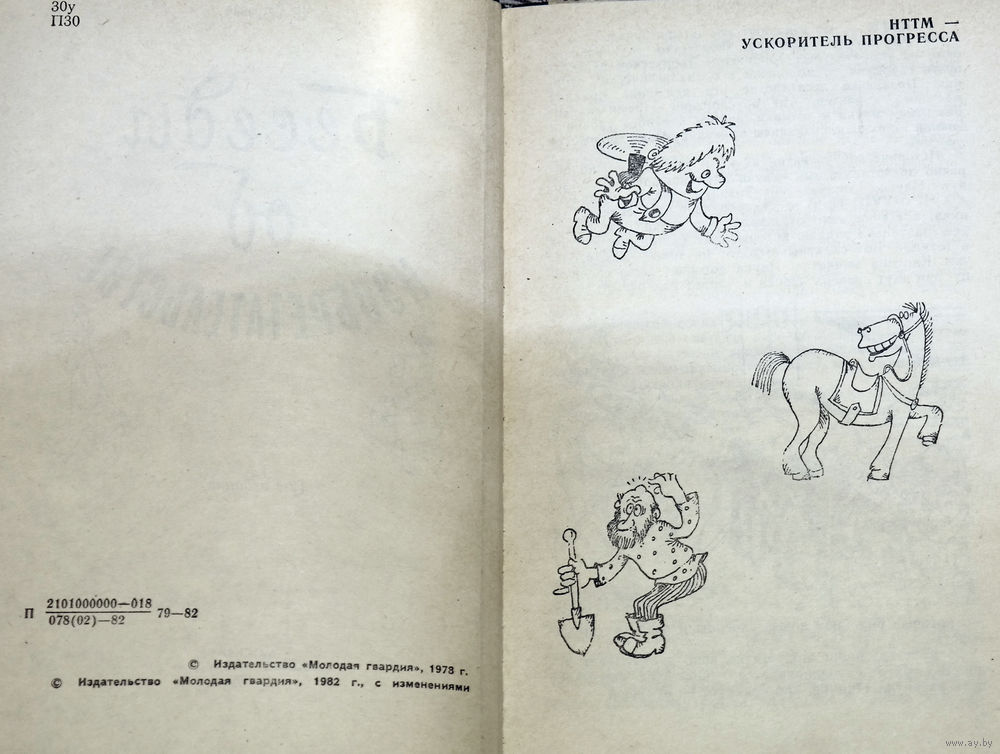 30у
П30
П 2101000000—018 79—82
078(02)—82
© Издательство «Молодая гвардия», 1978 г.
© Издательство «Молодая гвардия», 1982 г., с изменениями
НТТМ —
УСКОРИТЕЛЬ ПРОГРЕССА
www.ay.by